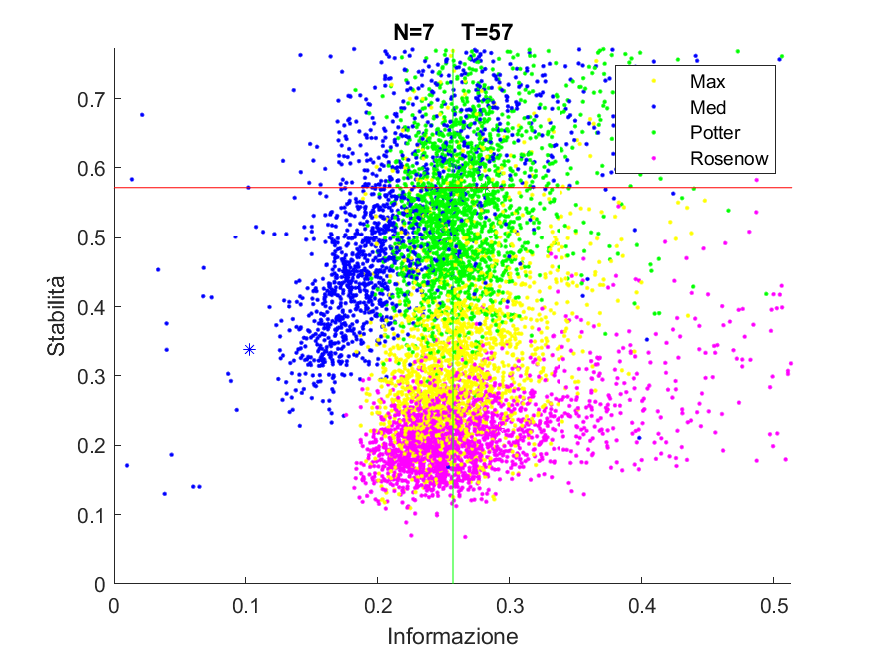 N=7 T=57
Max
Med
Potter
Rosenow
Stabilità
0.7
0.6
0.5
0.4
0.3
0.2
0.1
0
0 0.1 0.2 0.3 0.4 0.5
Informazione